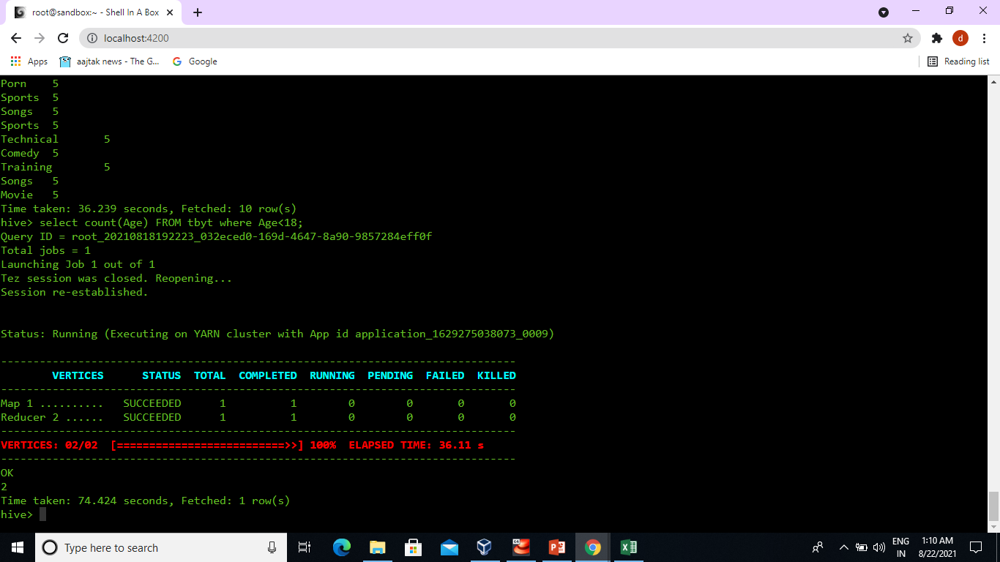 root@sandbox:~ - Shell In A Box
localhost:4200
Apps aajtak news - The G... Google Reading list
Porn 5
Sports 5
Songs 5
Sports 5
Technical 5
Comedy 5
Training 5
Songs 5
Movie 5
Time taken: 36.239 seconds, Fetched: 10 row(s)
hive> select count(Age) FROM tbyt where Age<18;
Query ID = root_20210818192223_032eced0-169d-4647-8a90-9857284eff0f
Total jobs = 1
Launching Job 1 out of 1
Tez session was closed. Reopening...
Session re-established.
Status: Running (Executing on YARN cluster with App id application_1629275038073_0009)
--------------------------------------------------------------------------------
VERTICES STATUS TOTAL COMPLETED RUNNING PENDING FAILED KILLED
--------------------------------------------------------------------------------
Map 1 .......... SUCCEEDED 1 1 0 0 0 0
Reducer 2 ...... SUCCEEDED 1 1 0 0 0 0
--------------------------------------------------------------------------------
VERTICES: 02/02 [==========================>>] 100% ELAPSED TIME: 36.11 s
--------------------------------------------------------------------------------
OK
2
Time taken: 74.424 seconds, Fetched: 1 row(s)
hive>
Type here to search
ENG 1:10 AM
IN 8/22/2021